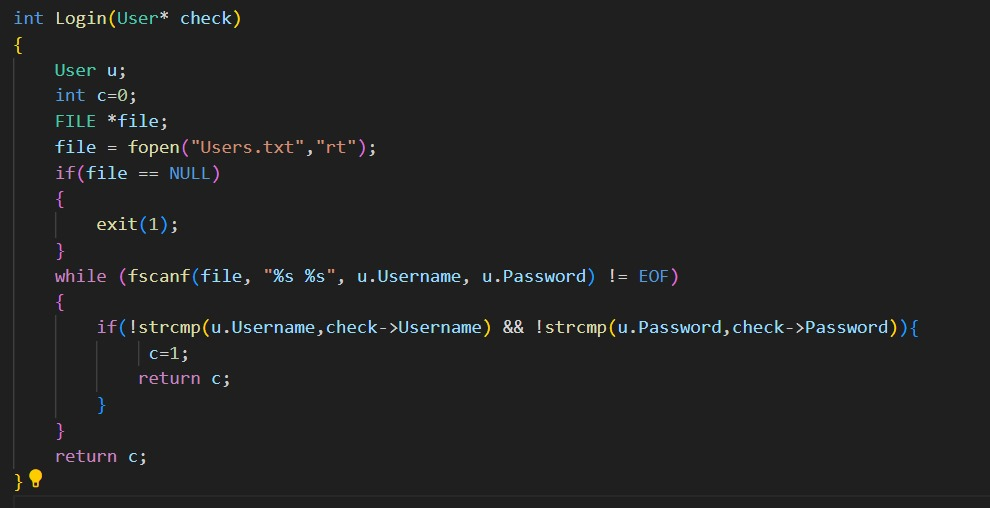 int Login(User* check)
{
    User u;
    int c=0;
    FILE *file;
    file = fopen("Users.txt","rt");
    if(file == NULL)
    {
        exit(1);
    }
    while (fscanf(file, "%s %s", u.Username, u.Password) != EOF)
    {
        if(!strcmp(u.Username,check->Username) && !strcmp(u.Password,check->Password)){
             c=1;
            return c;
        }
    }
    return c;
}